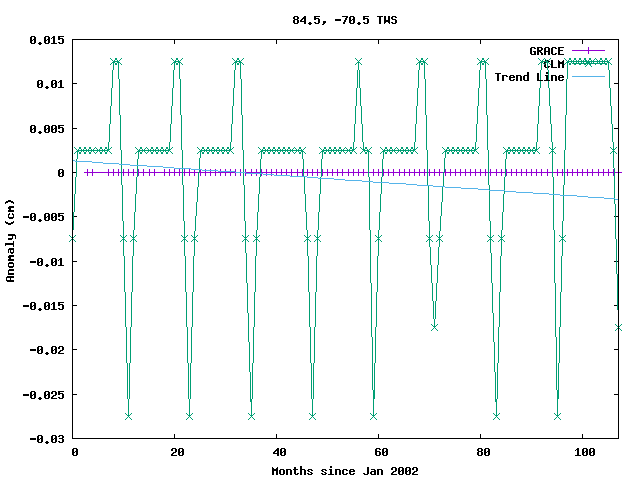 84.5, -70.5 TWS
GRACE
CLM
Trend Line
0.015
0.01
0.005
0
-0.005
-0.01
-0.015
-0.02
-0.025
-0.03
Anomaly (cm)
0 20 40 60 80 100
Months since Jan 2002